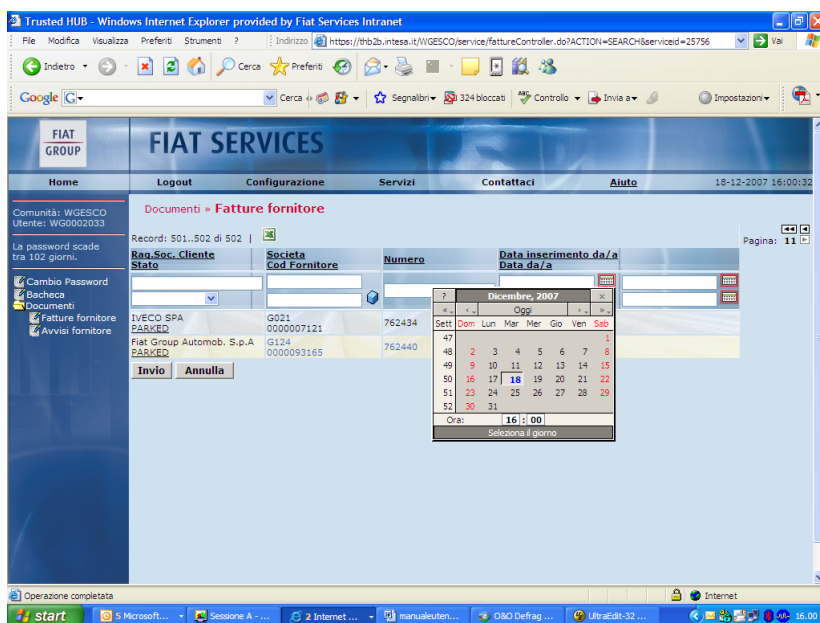 Trusted HUB - Windows Internet Explorer provided by Fiat Services Intranet
File Modifica Visualizza Preferiti Strumenti ? Indirizzo https://thb2b.intesa.it/WGESCO/service/fattureController.do?ACTION=SEARCH&serviceid=25756 Vai
Indietro Cerca Preferiti
Google G Cerca Segnalibri 324 bloccati Controllo Invia a Impostazioni
FIAT
GROUP
FIAT SERVICES
Home Logout Configurazione Servizi Contattaci Aiuto 18-12-2007 16:00:32
Comunità: WGESCO
Utente: WG0002033
La password scade
tra 102 giorni.
Cambio Password
Bacheca
Documenti
Fatture fornitore
Avvisi fornitore
Documenti » Fatture fornitore
Record: 501..502 di 502 |
Pagina: 11
Rag.Soc. Cliente Societa Numero Data inserimento da/a
Stato Cod Fornitore Data da/a
IVECO SPA G021 762434
PARKED 0000007121
Fiat Group Automob. S.p.A G124 762440
PARKED 0000093165
Invio Annulla
? Dicembre, 2007 ×
« ‹ Oggi › »
Sett Dom Lun Mar Mer Gio Ven Sab
47 1
48 2 3 4 5 6 7 8
49 9 10 11 12 13 14 15
50 16 17 18 19 20 21 22
51 23 24 25 26 27 28 29
52 30 31
Ora: 16 : 00
Seleziona il giorno
Operazione completata Internet
start 5 Microsoft... Sessione A - ... 2 Internet ... manualeuten... O&O Defrag ... UltraEdit-32 ... 16.00